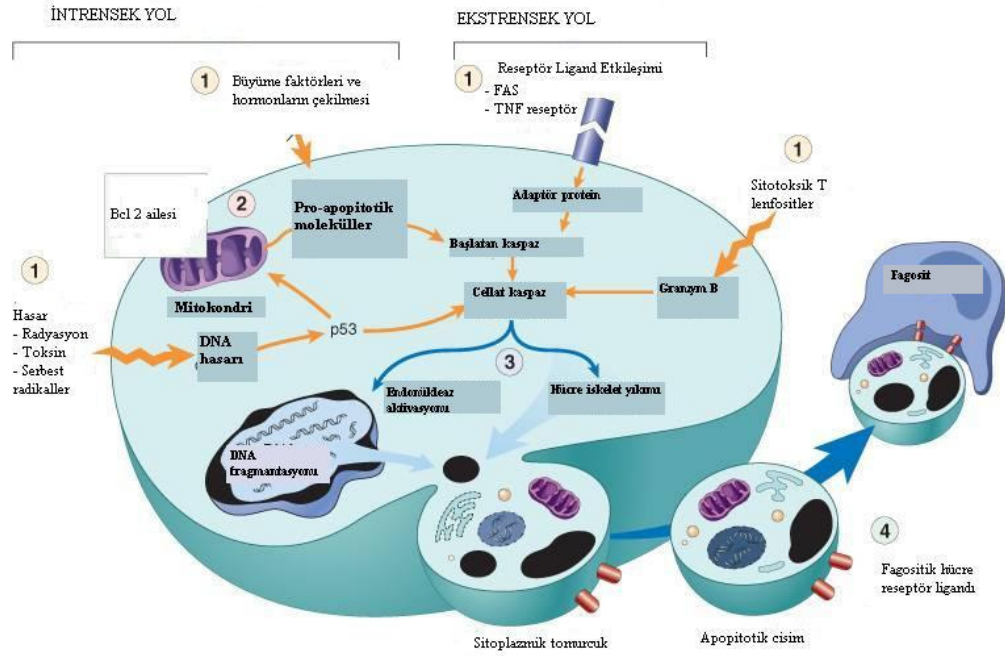 İNTRENSEK YOL
EKSTRENSEK YOL
1
Büyüme faktörleri ve
hormonların çekilmesi
1
Reseptör Ligand Etkileşimi
- FAS
- TNF reseptör
1
Sitotoksik T
lenfositler
Bcl 2 ailesi
2
Pro-apopitotik
moleküller
Adaptör protein
Başlatan kaspaz
Cellat kaspaz
Granzym B
Fagosit
1
Hasar
- Radyasyon
- Toksin
- Serbest
radikaller
Mitokondri
DNA
hasarı
p53
3
Endonükleaz
aktivasyonu
Hücre iskelet yıkımı
DNA
fragmantasyonu
4
Fagositik hücre
reseptör ligandı
Sitoplazmik tomurcuk
Apopitotik cisim